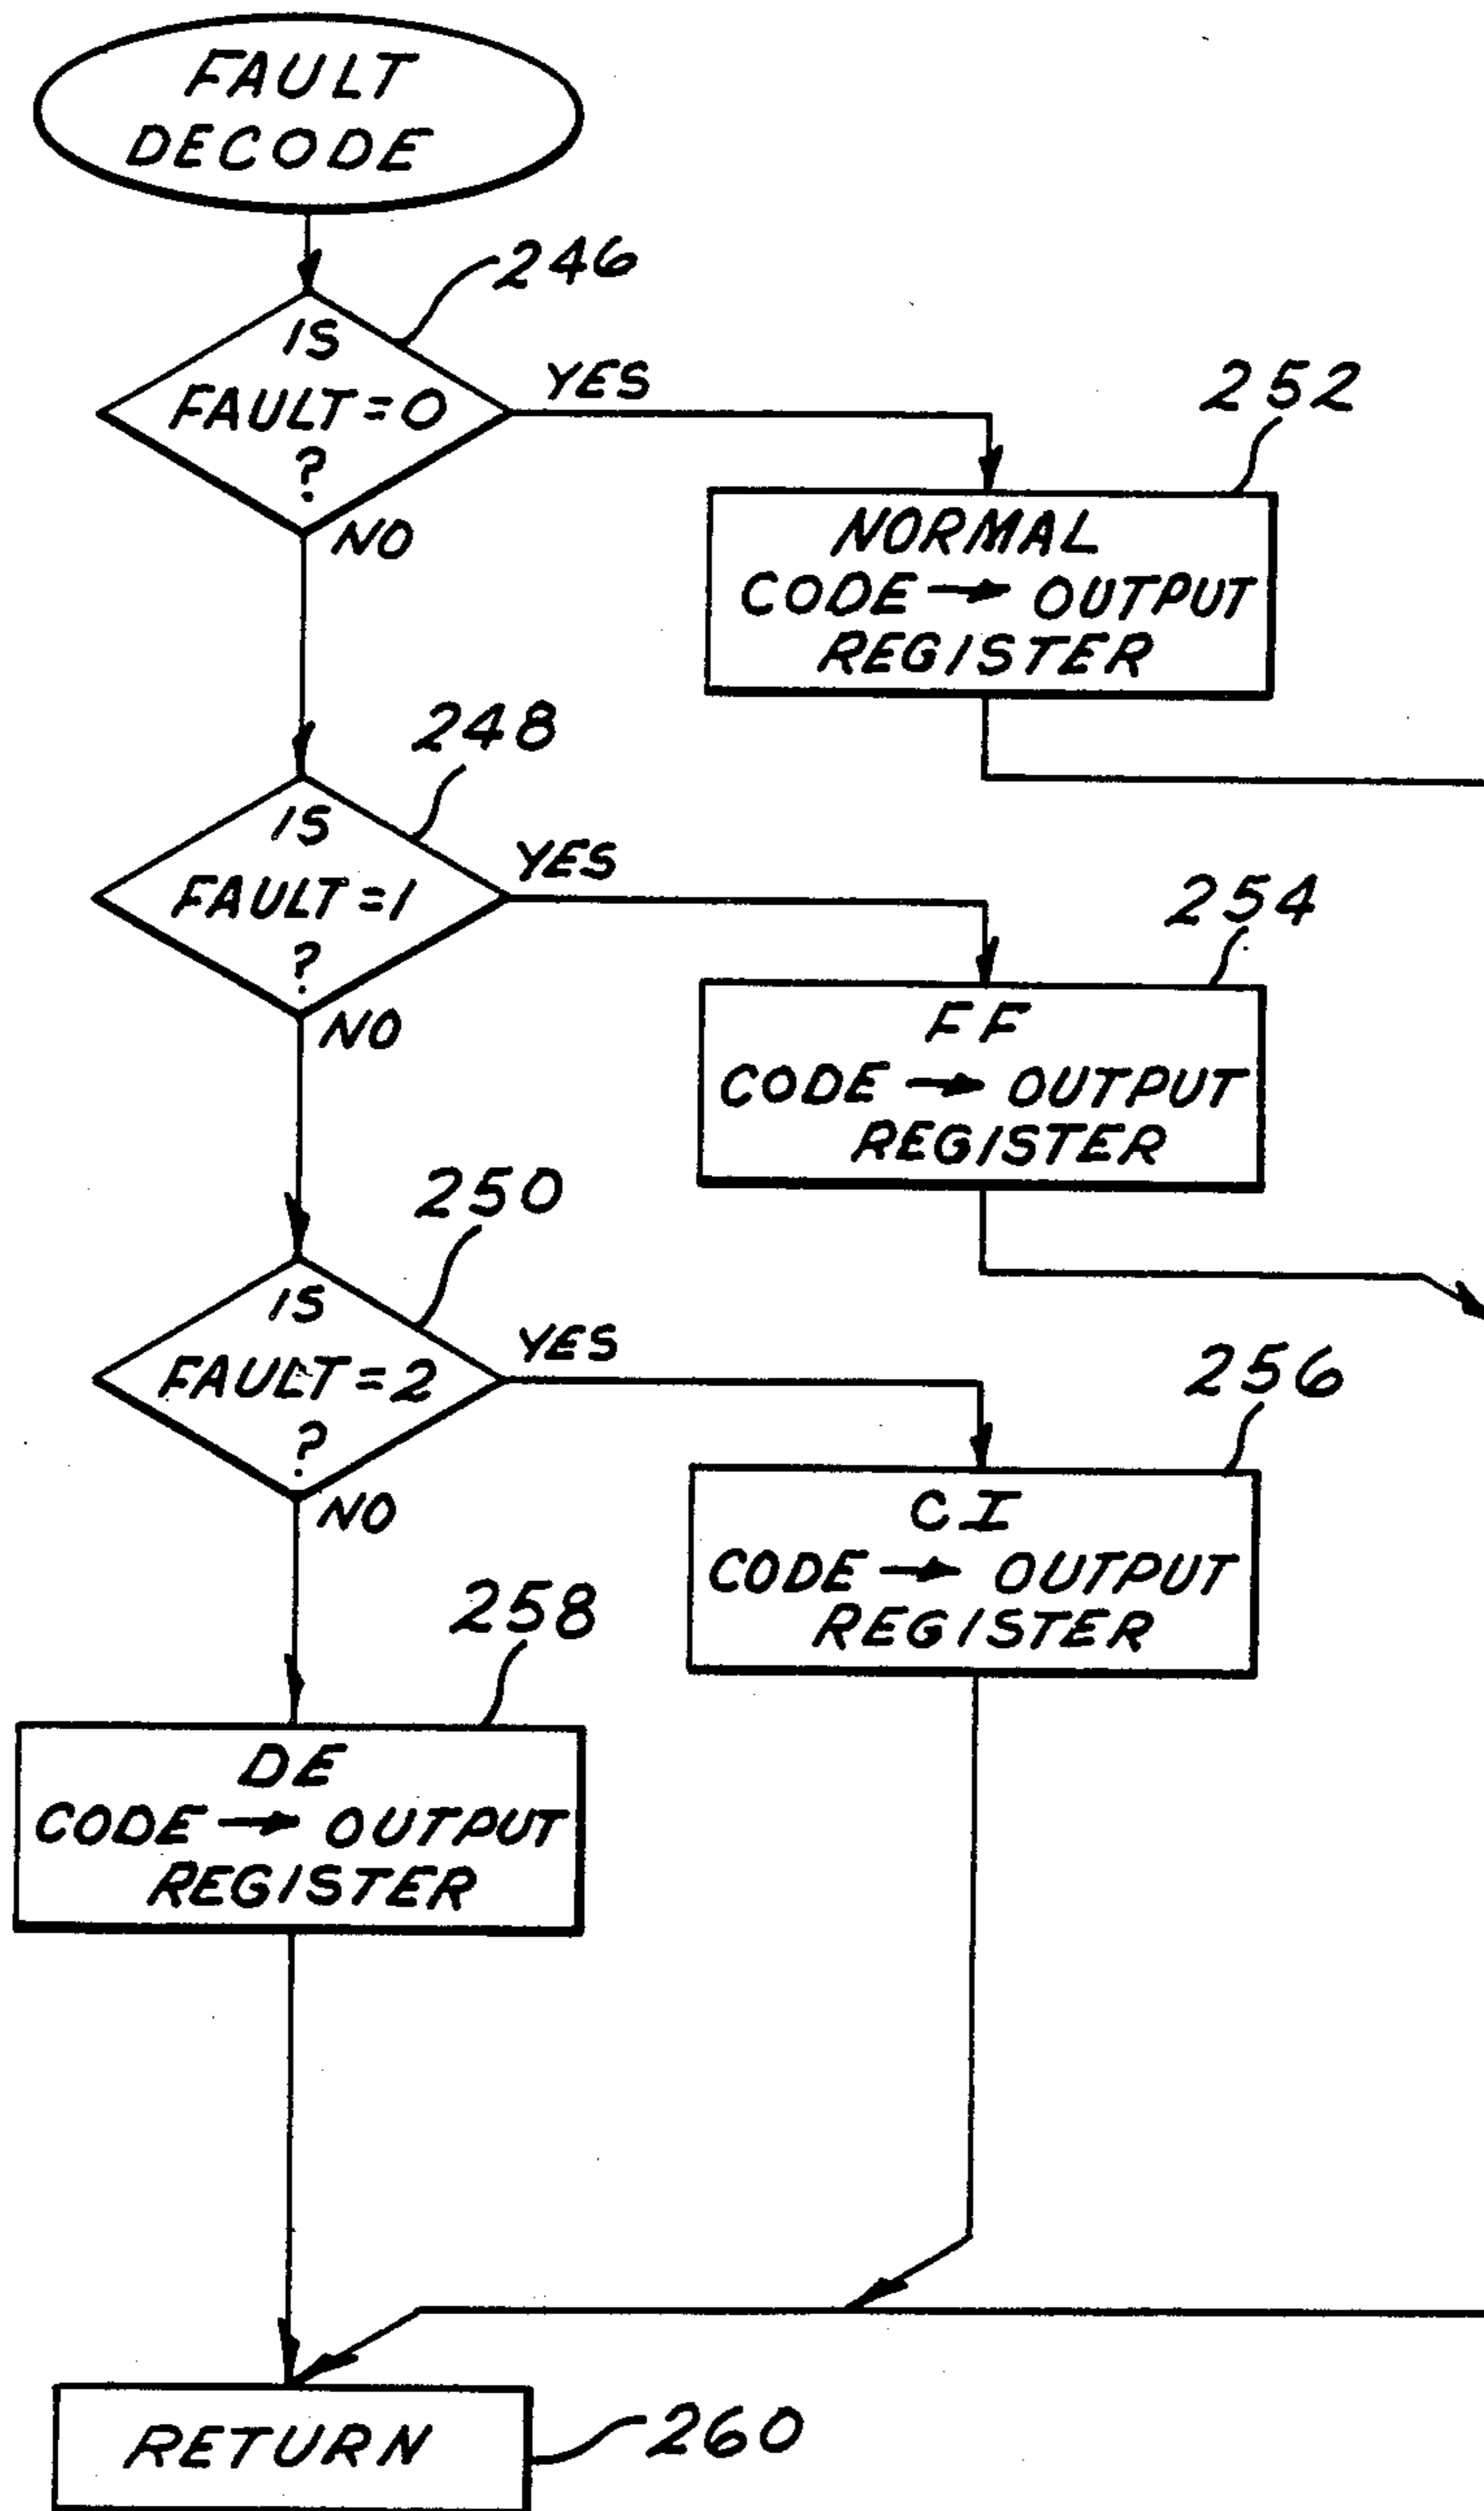 FAULT
DECODE
246
IS
FAULT=0
?
YES
NO
252
NORMAL
CODE → OUTPUT
REGISTER
248
IS
FAULT=1
?
YES
NO
254
FF
CODE → OUTPUT
REGISTER
250
IS
FAULT=2
?
YES
NO
256
CI
CODE → OUTPUT
REGISTER
258
DE
CODE → OUTPUT
REGISTER
RETURN
260